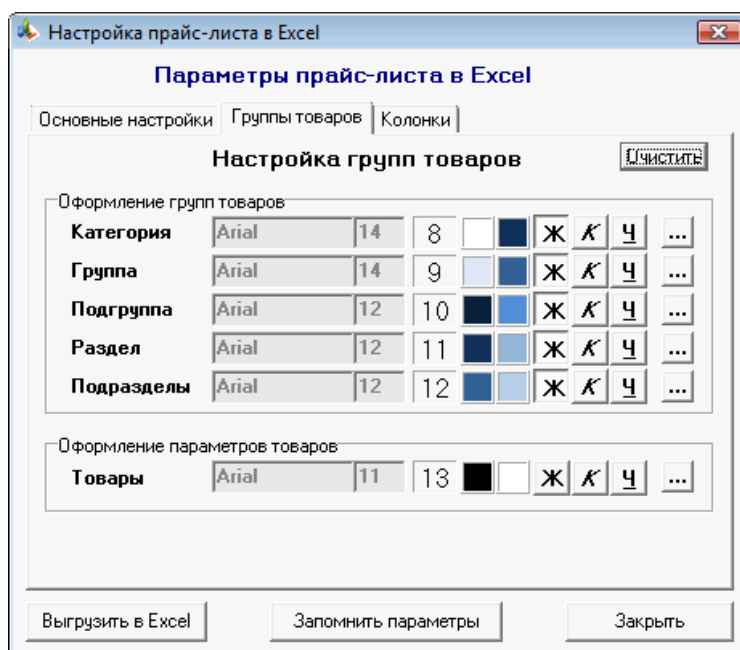 Настройка прайс-листа в Excel
Параметры прайс-листа в Excel
Основные настройки Группы товаров Колонки
Настройка групп товаров Очистить
Оформление групп товаров
Категория Arial 14 8 Ж К Ч ...
Группа Arial 14 9 Ж К Ч ...
Подгруппа Arial 12 10 Ж К Ч ...
Раздел Arial 12 11 Ж К Ч ...
Подразделы Arial 12 12 Ж К Ч ...
Оформление параметров товаров
Товары Arial 11 13 Ж К Ч ...
Выгрузить в Excel Запомнить параметры Закрыть